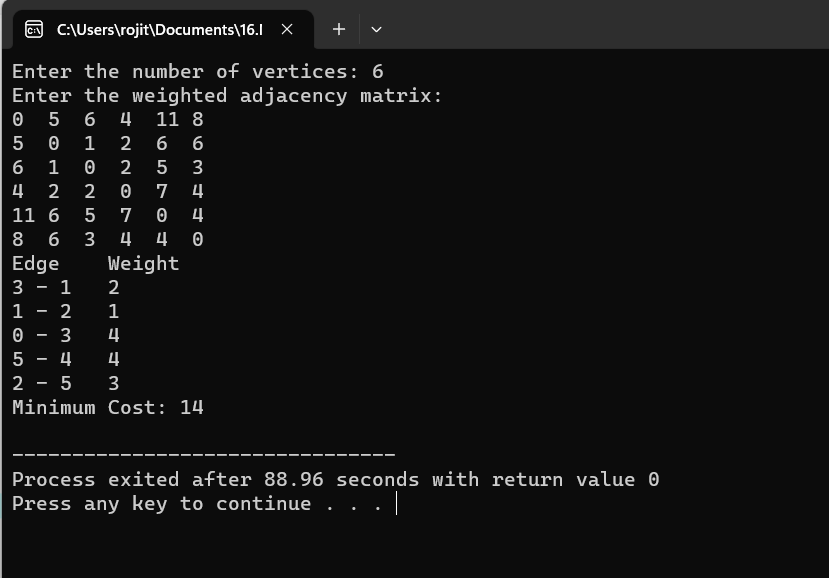 C:\Users\rojit\Documents\16.l
Enter the number of vertices: 6
Enter the weighted adjacency matrix:
0  5  6  4  11 8
5  0  1  2  6  6
6  1  0  2  5  3
4  2  2  0  7  4
11 6  5  7  0  4
8  6  3  4  4  0
Edge    Weight
3 - 1   2
1 - 2   1
0 - 3   4
5 - 4   4
2 - 5   3
Minimum Cost: 14
--------------------------------
Process exited after 88.96 seconds with return value 0
Press any key to continue . . .